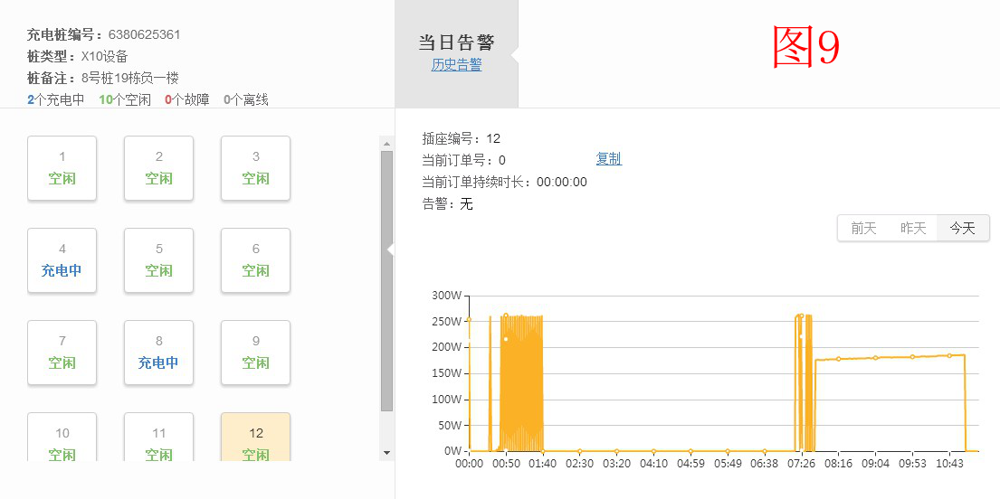 充电桩编号：6380625361
桩类型：X10设备
桩备注：8号桩19栋负一楼
2个充电中 10个空闲 0个故障 0个离线
当日告警
历史告警
图9
1
空闲
2
空闲
3
空闲
4
充电中
5
空闲
6
空闲
7
空闲
8
充电中
9
空闲
10
空闲
11
空闲
12
空闲
插座编号：12
当前订单号：0 复制
当前订单持续时长：00:00:00
告警：无
前天 昨天 今天
300W
250W
200W
150W
100W
50W
0W
00:00 00:50 01:40 02:30 03:20 04:10 04:59 05:49 06:38 07:26 08:16 09:04 09:53 10:43